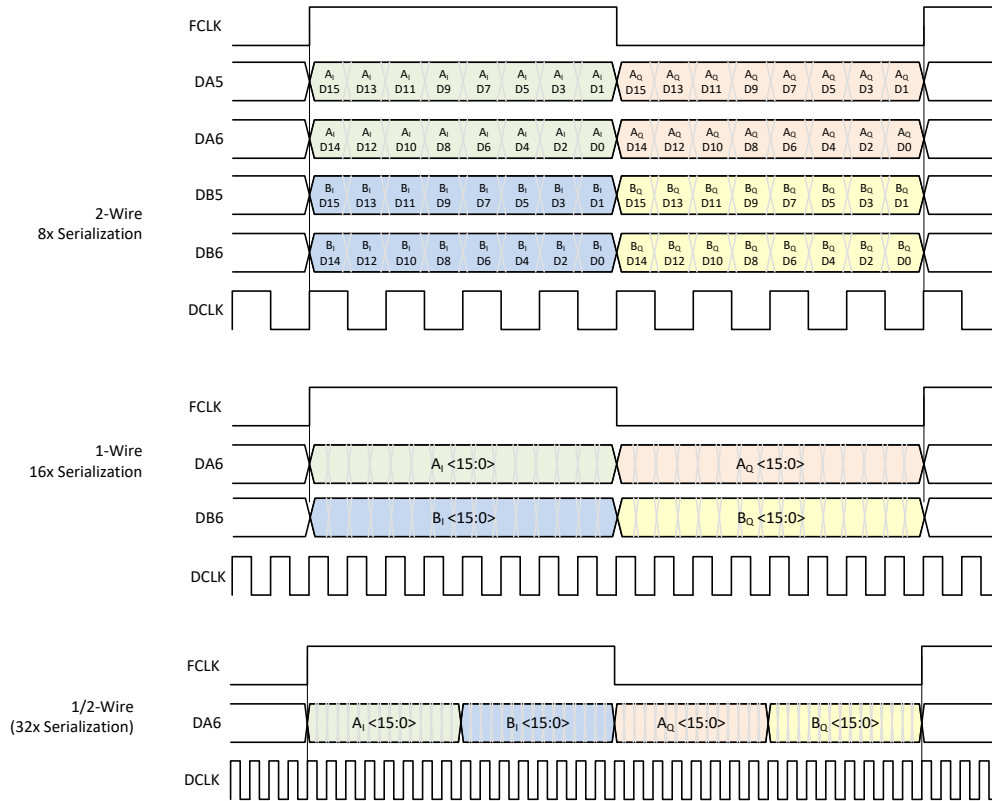 FCLK
DA5
A_I A_I A_I A_I A_I A_I A_I A_I A_Q A_Q A_Q A_Q A_Q A_Q A_Q A_Q
D15 D13 D11 D9 D7 D5 D3 D1 D15 D13 D11 D9 D7 D5 D3 D1
DA6
A_I A_I A_I A_I A_I A_I A_I A_I A_Q A_Q A_Q A_Q A_Q A_Q A_Q A_Q
D14 D12 D10 D8 D6 D4 D2 D0 D14 D12 D10 D8 D6 D4 D2 D0
2-Wire
8x Serialization
DB5
B_I B_I B_I B_I B_I B_I B_I B_I B_Q B_Q B_Q B_Q B_Q B_Q B_Q B_Q
D15 D13 D11 D9 D7 D5 D3 D1 D15 D13 D11 D9 D7 D5 D3 D1
DB6
B_I B_I B_I B_I B_I B_I B_I B_I B_Q B_Q B_Q B_Q B_Q B_Q B_Q B_Q
D14 D12 D10 D8 D6 D4 D2 D0 D14 D12 D10 D8 D6 D4 D2 D0
DCLK
FCLK
1-Wire
16x Serialization
DA6 A_I <15:0> A_Q <15:0>
DB6 B_I <15:0> B_Q <15:0>
DCLK
FCLK
1/2-Wire
(32x Serialization)
DA6 A_I <15:0> B_I <15:0> A_Q <15:0> B_Q <15:0>
DCLK